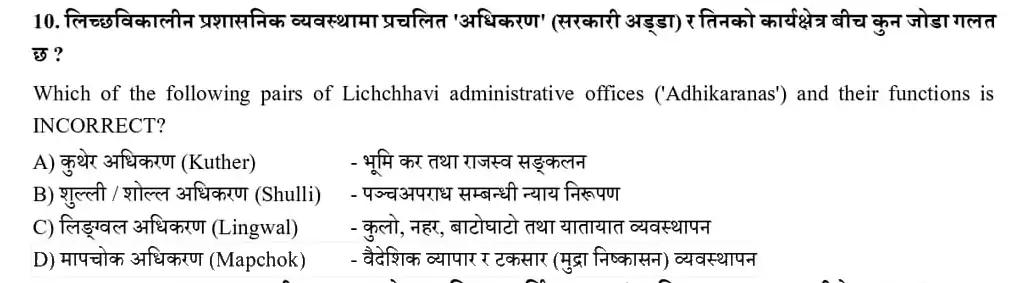 10. लिच्छविकालीन प्रशासनिक व्यवस्थामा प्रचलित 'अधिकरण' (सरकारी अड्डा) र तिनको कार्यक्षेत्र बीच कुन जोडा गलत
छ ?
Which of the following pairs of Lichchhavi administrative offices ('Adhikaranas') and their functions is
INCORRECT?
A) कुथेर अधिकरण (Kuther) - भूमि कर तथा राजस्व सङ्कलन
B) शुल्ली / शोल्ल अधिकरण (Shulli) - पञ्चअपराध सम्बन्धी न्याय निरूपण
C) लिङ्ग्वल अधिकरण (Lingwal) - कुलो, नहर, बाटोघाटो तथा यातायात व्यवस्थापन
D) मापचोक अधिकरण (Mapchok) - वैदेशिक व्यापार र टकसार (मुद्रा निष्कासन) व्यवस्थापन